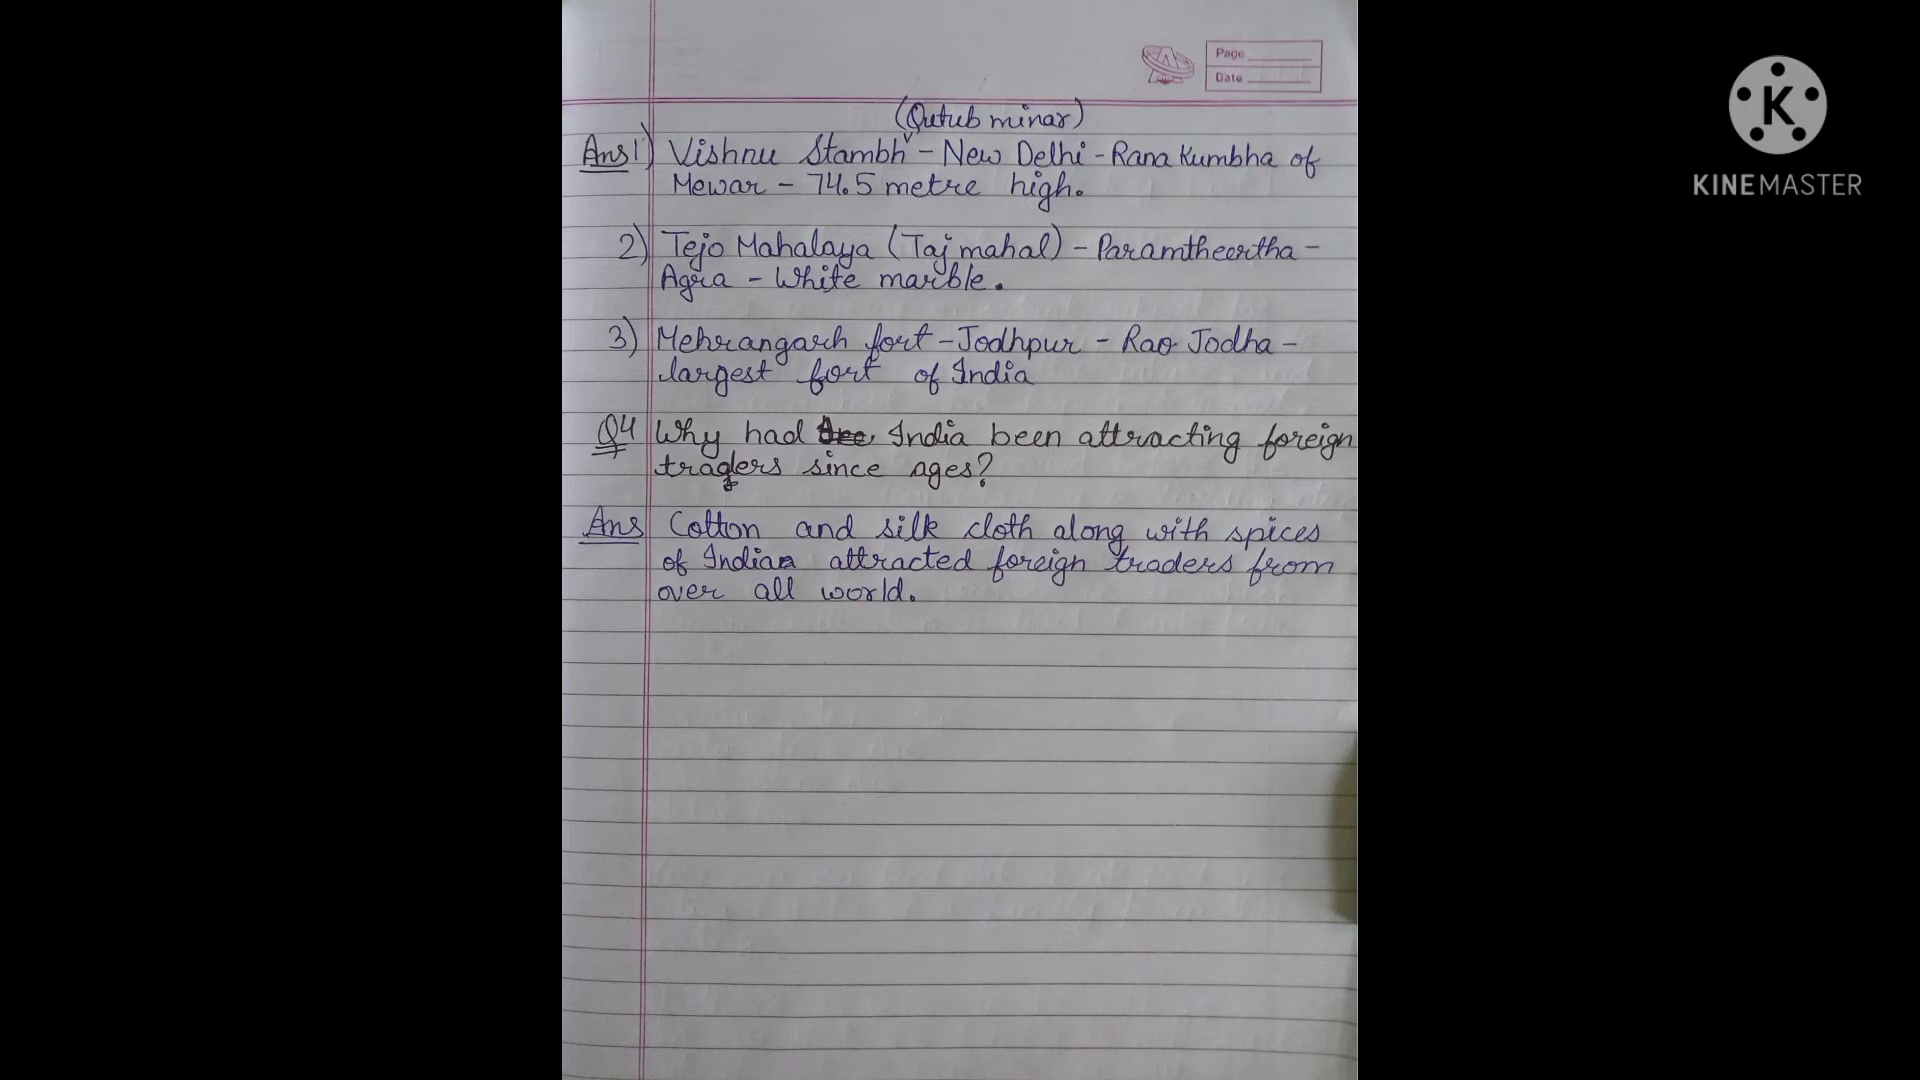 Page
Date
(Qutub minar)
Ans 1) Vishnu Stambh - New Delhi - Rana Kumbha of
Mewar - 74.5 metre high.
2) Tejo Mahalaya (Taj mahal) - Paramtheertha -
Agra - White marble.
3) Mehrangarh fort - Jodhpur - Rao Jodha -
largest fort of India
Q4 Why had India been attracting foreign
traders since ages?
Ans Cotton and silk cloth along with spices
of India attracted foreign traders from
over all world.
K
KINEMASTER